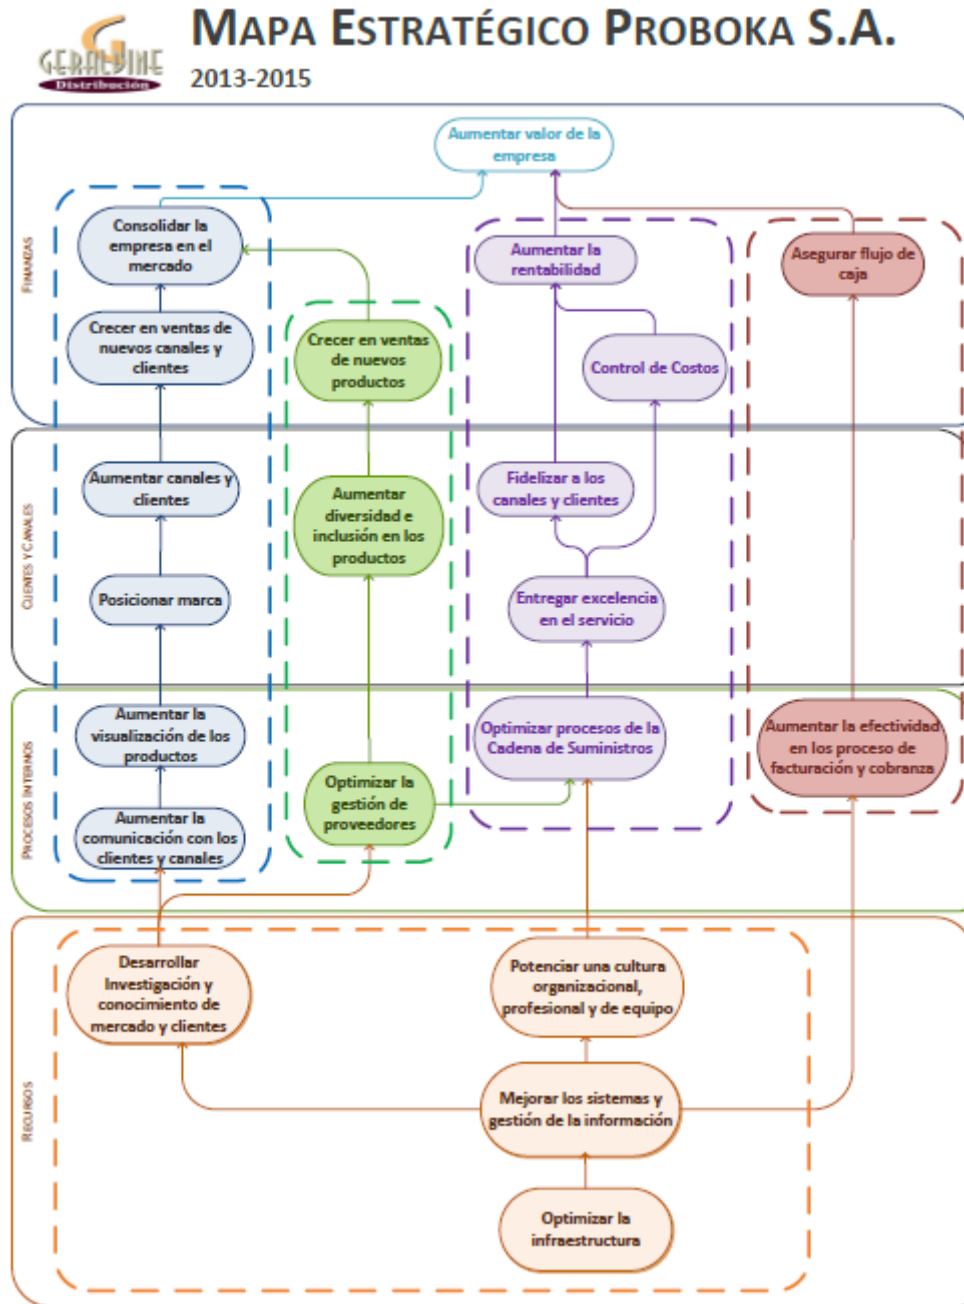 GERALDINE
Distribución
MAPA ESTRATÉGICO PROBOKA S.A.
2013-2015
FINANZAS
Aumentar valor de la
empresa
Consolidar la
empresa en el
mercado
Aumentar la
rentabilidad
Asegurar flujo de
caja
Crecer en ventas de
nuevos canales y
clientes
Crecer en ventas
de nuevos
productos
Control de Costos
CLIENTES Y CANALES
Aumentar canales y
clientes
Aumentar
diversidad e
inclusión en los
productos
Fidelizar a los
canales y clientes
Posicionar marca
Entregar excelencia
en el servicio
PROCESOS INTERNOS
Aumentar la
visualización de los
productos
Optimizar procesos de la
Cadena de Suministros
Aumentar la efectividad
en los proceso de
facturación y cobranza
Optimizar la
gestión de
proveedores
Aumentar la
comunicación con los
clientes y canales
RECURSOS
Desarrollar
Investigación y
conocimiento de
mercado y clientes
Potenciar una cultura
organizacional,
profesional y de equipo
Mejorar los sistemas y
gestión de la información
Optimizar la
infraestructura